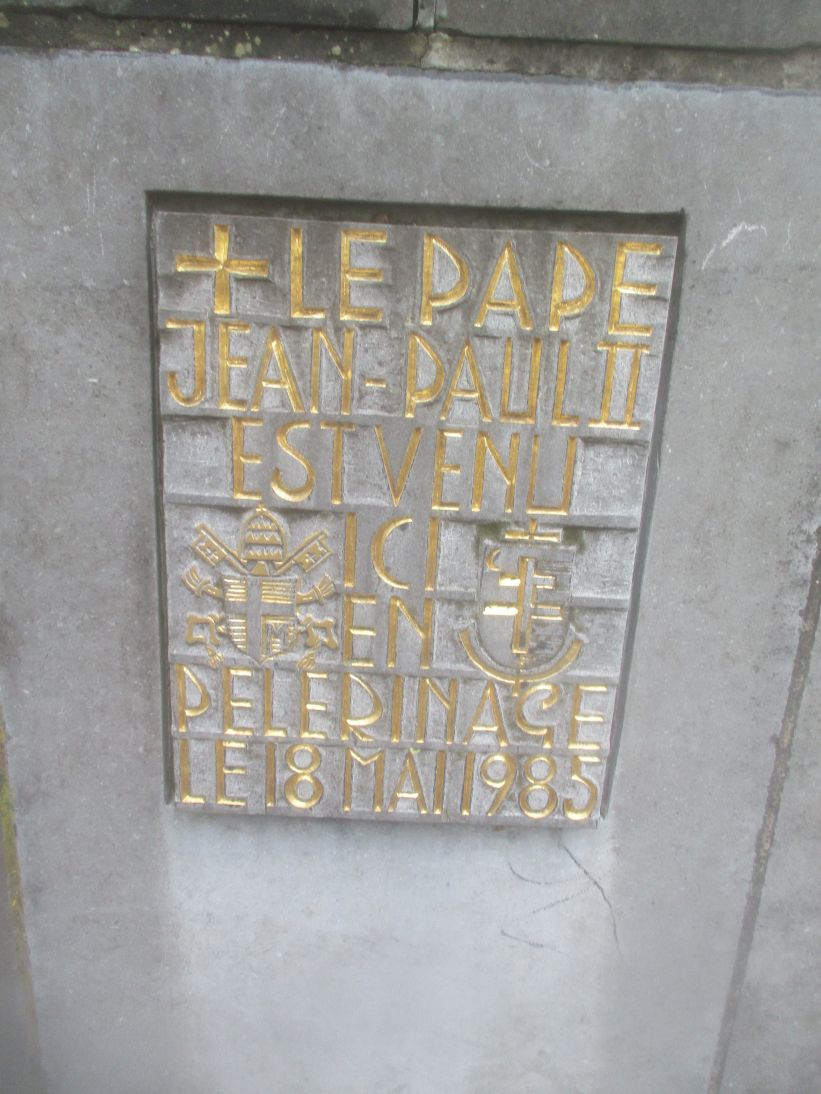 +LE PAPE
JEAN-PAUL II
EST VENU
ICI
EN
PELERINAGE
LE 18 MAI 1985